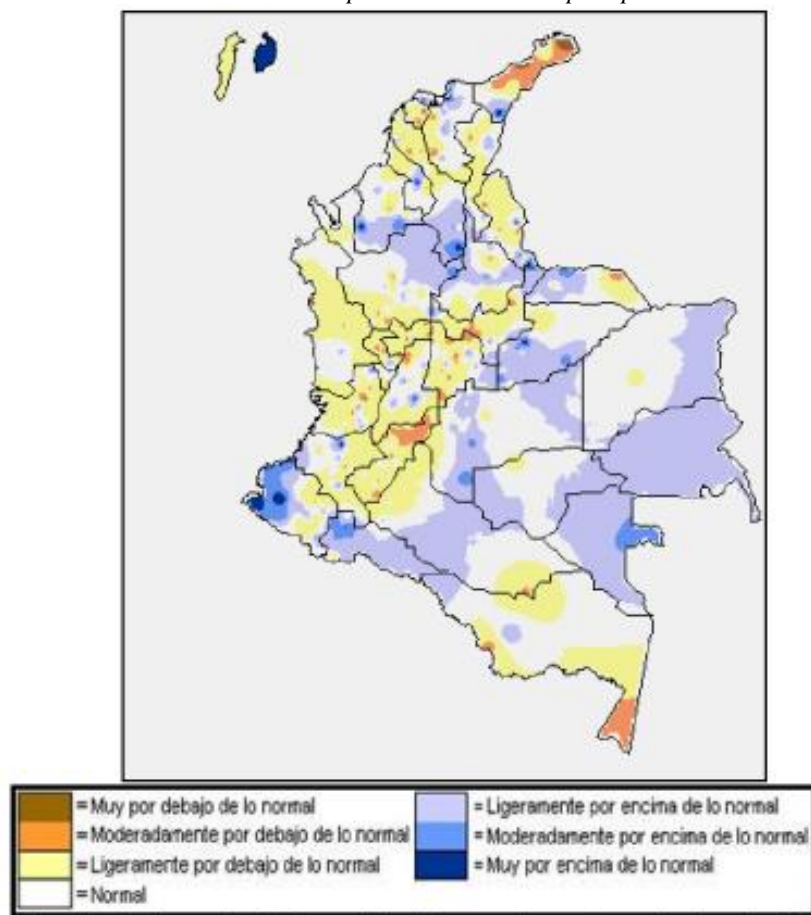 = Muy por debajo de lo normal
= Moderadamente por debajo de lo normal
= Ligeramente por debajo de lo normal
= Normal
= Ligeramente por encima de lo normal
= Moderadamente por encima de lo normal
= Muy por encima de lo normal